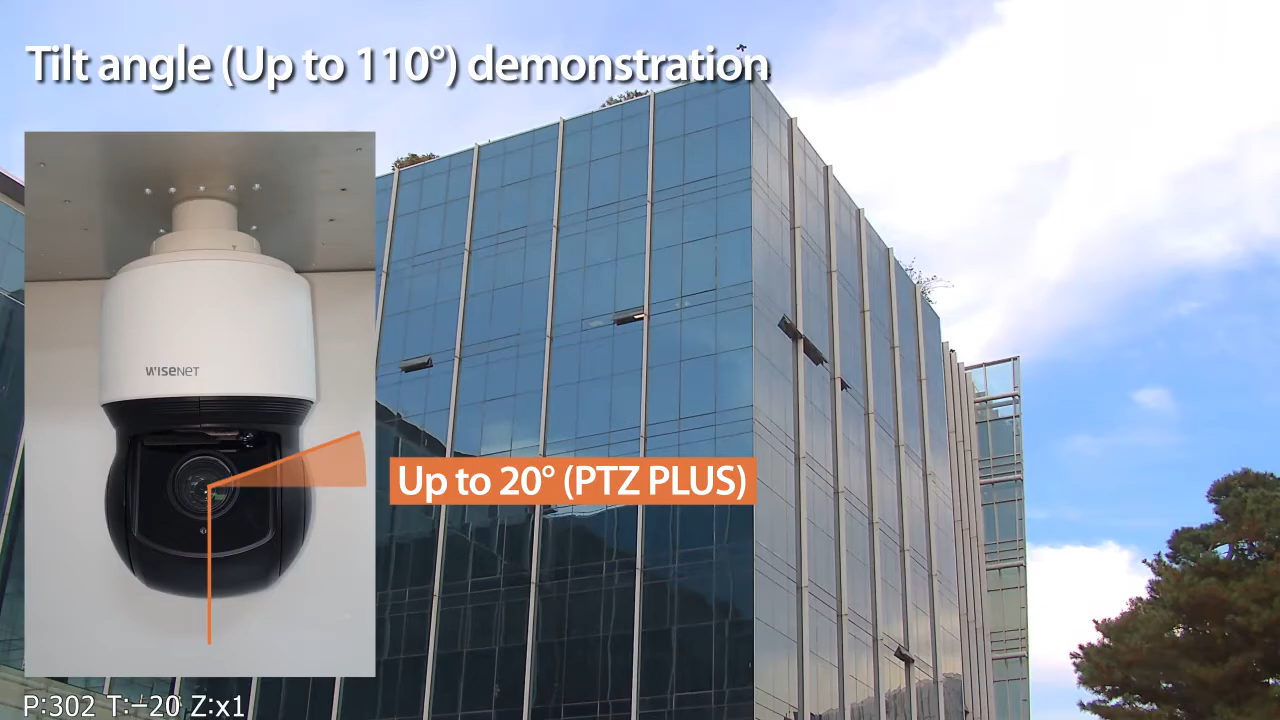 Tilt angle (Up to 110°) demonstration
WISENET
Up to 20° (PTZ PLUS)
P:302 T:-20 Z:x1